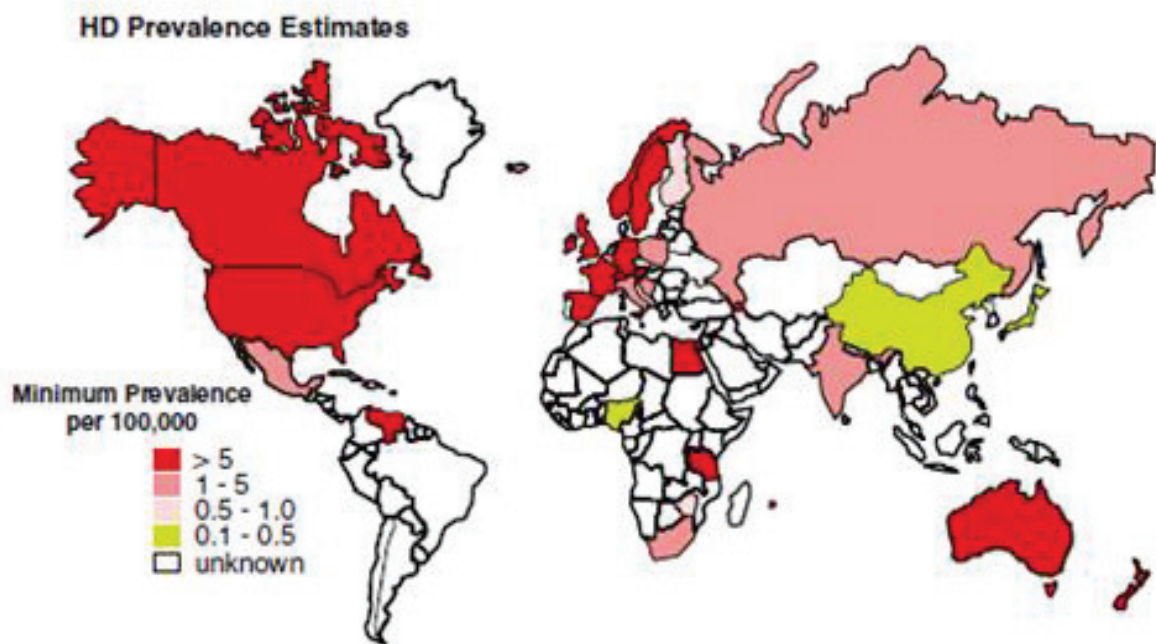 HD Prevalence Estimates
Minimum Prevalence
per 100,000
> 5
1 - 5
0.5 - 1.0
0.1 - 0.5
unknown